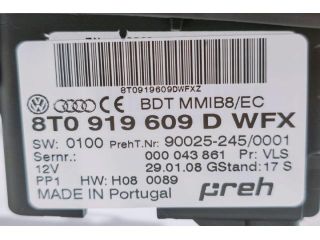 8T0919609DWFXZ
CE BDT MMIB8/EC
8T0 919 609 D WFX
SW: 0100 PrehT.Nr: 90025-245/0001
Sernr.: 000 043 861 Pr: VLS
12V 29.01.08 GStand: 17 S
PP1 HW: H08 0089
MADE IN Portugal preh